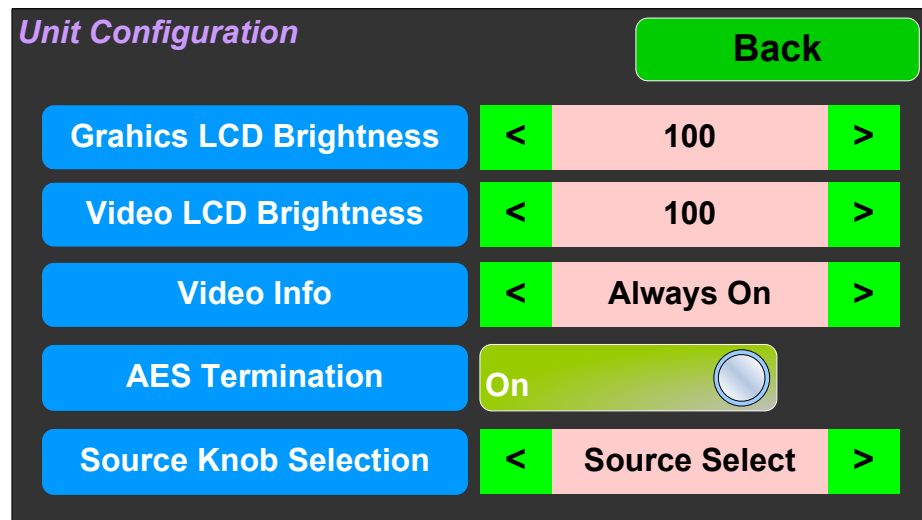 Unit Configuration
Back
Grahics LCD Brightness < 100 >
Video LCD Brightness < 100 >
Video Info < Always On >
AES Termination On
Source Knob Selection < Source Select >